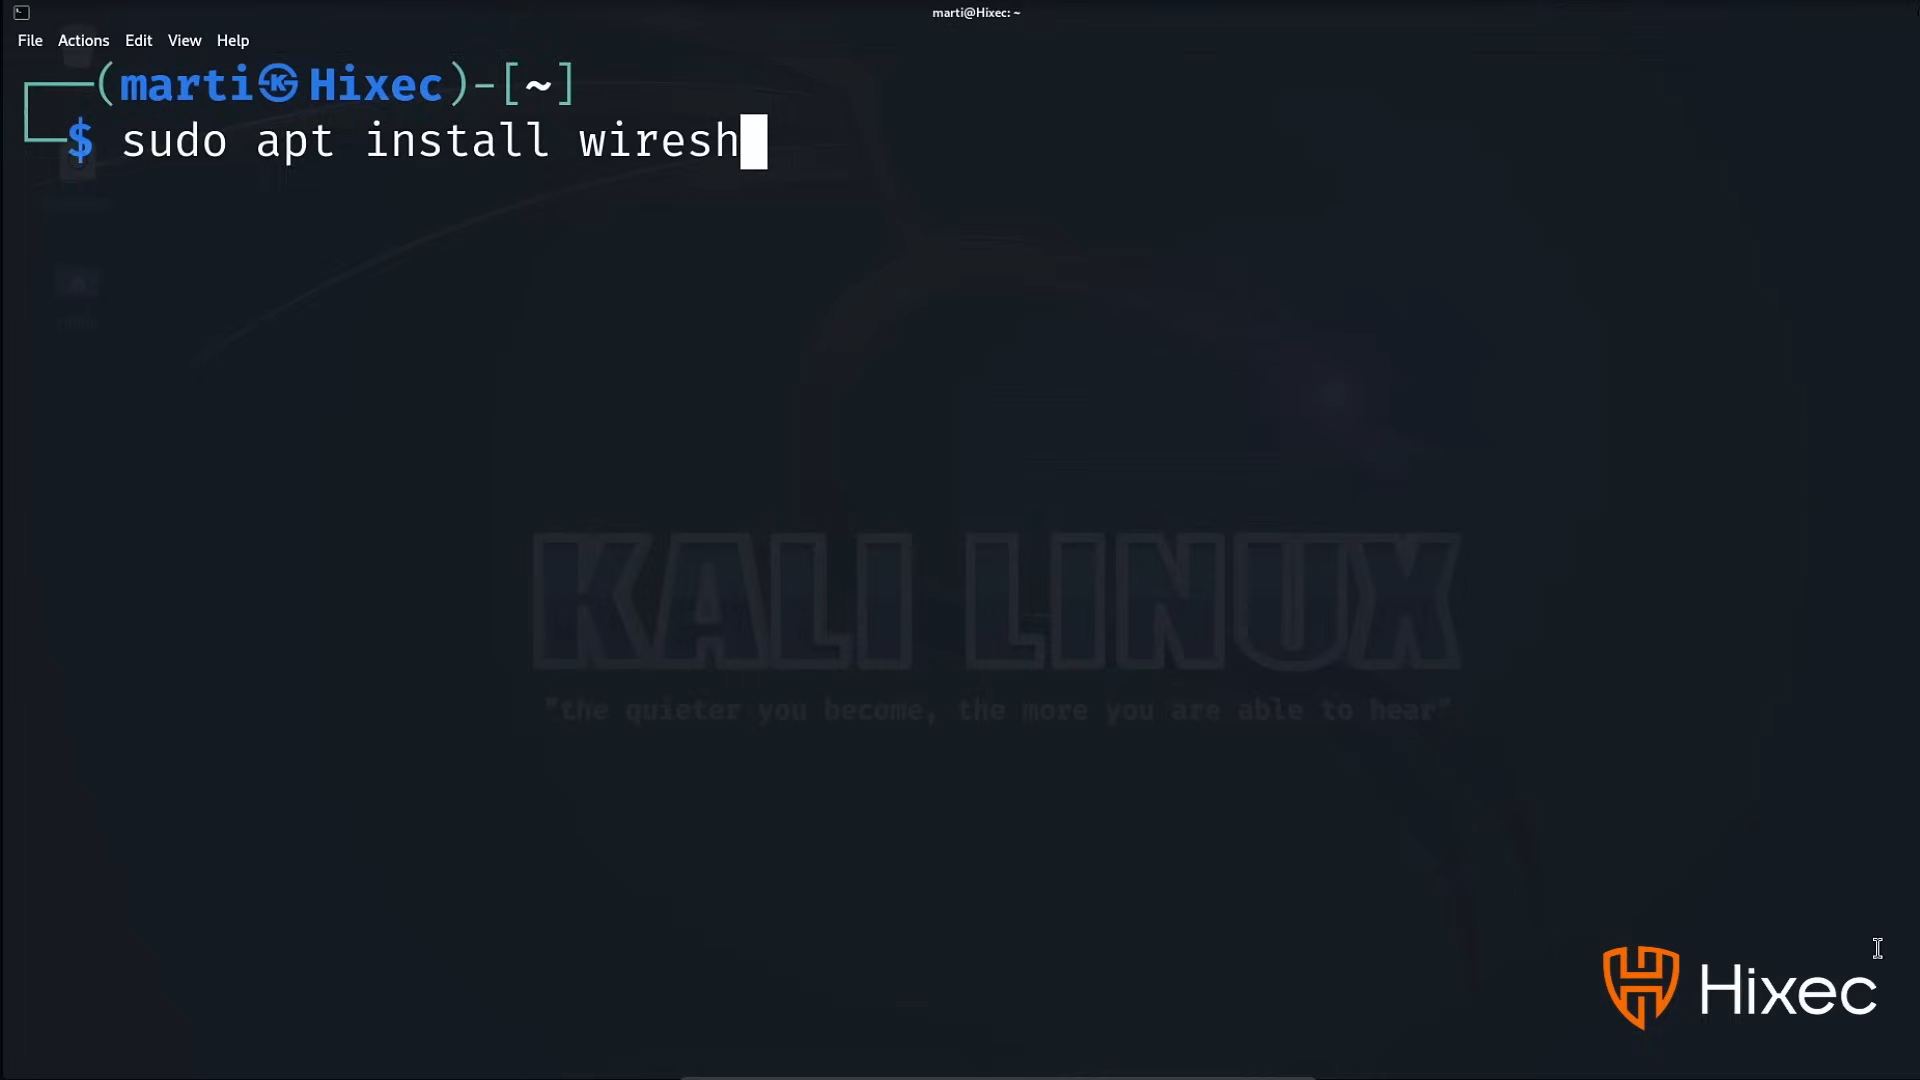 marti@Hixec: ~
File Actions Edit View Help
┌──(marti㉿Hixec)-[~]
└─$ sudo apt install wiresh
KALI LINUX
"the quieter you become, the more you are able to hear"
Hixec